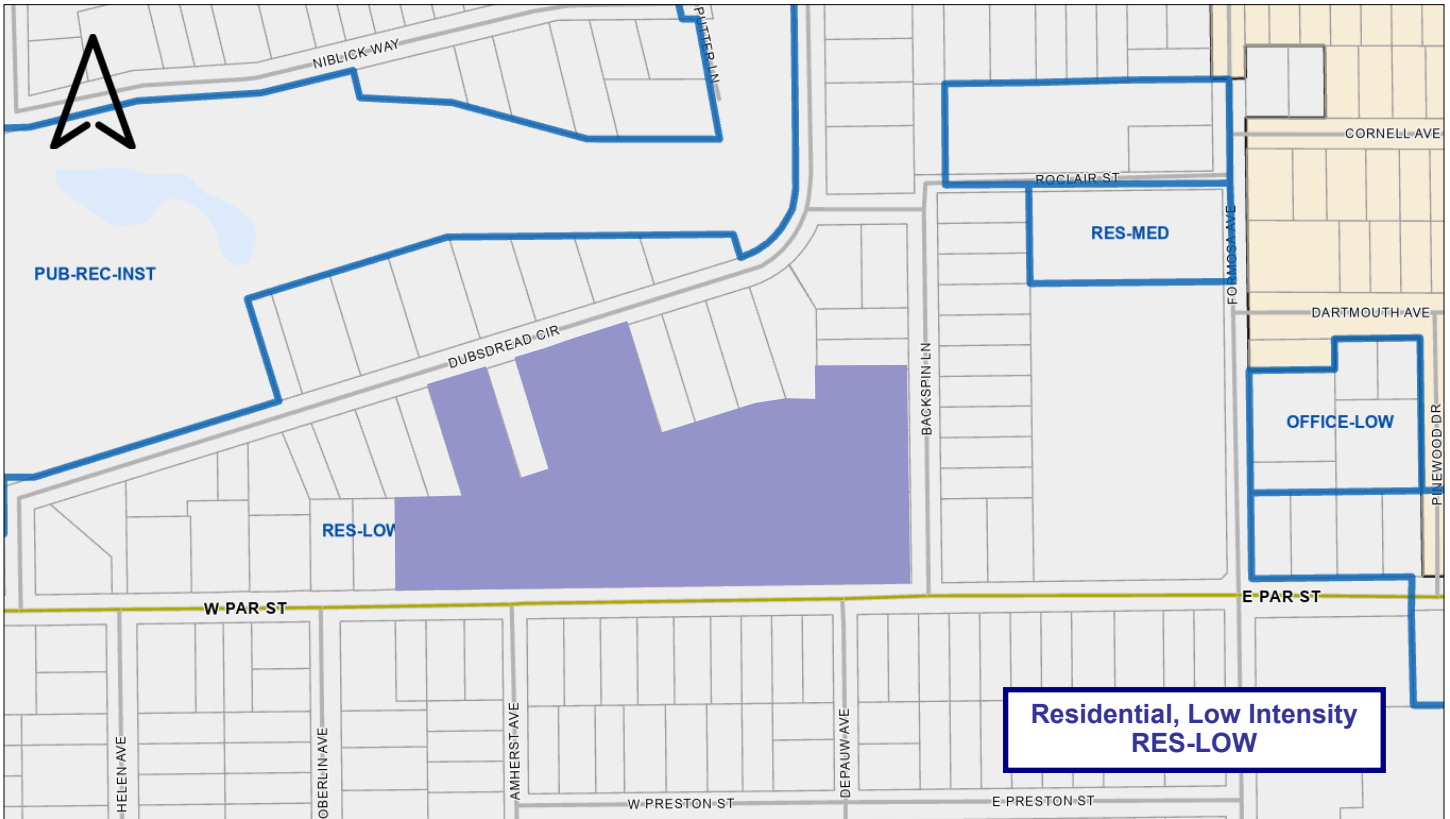 PUTTER LN
NIBLICK WAY
CORNELL AVE
ROCLAIR ST
RES-MED
FORMOSA AVE
PUB-REC-INST
DARTMOUTH AVE
DUBSDREAD CIR
BACKSPIN LN
OFFICE-LOW
PINEWOOD DR
RES-LOW
W PAR ST
E PAR ST
HELEN AVE
OBERLIN AVE
AMHERST AVE
DEPAUW AVE
Residential, Low Intensity
RES-LOW
W PRESTON ST
E PRESTON ST